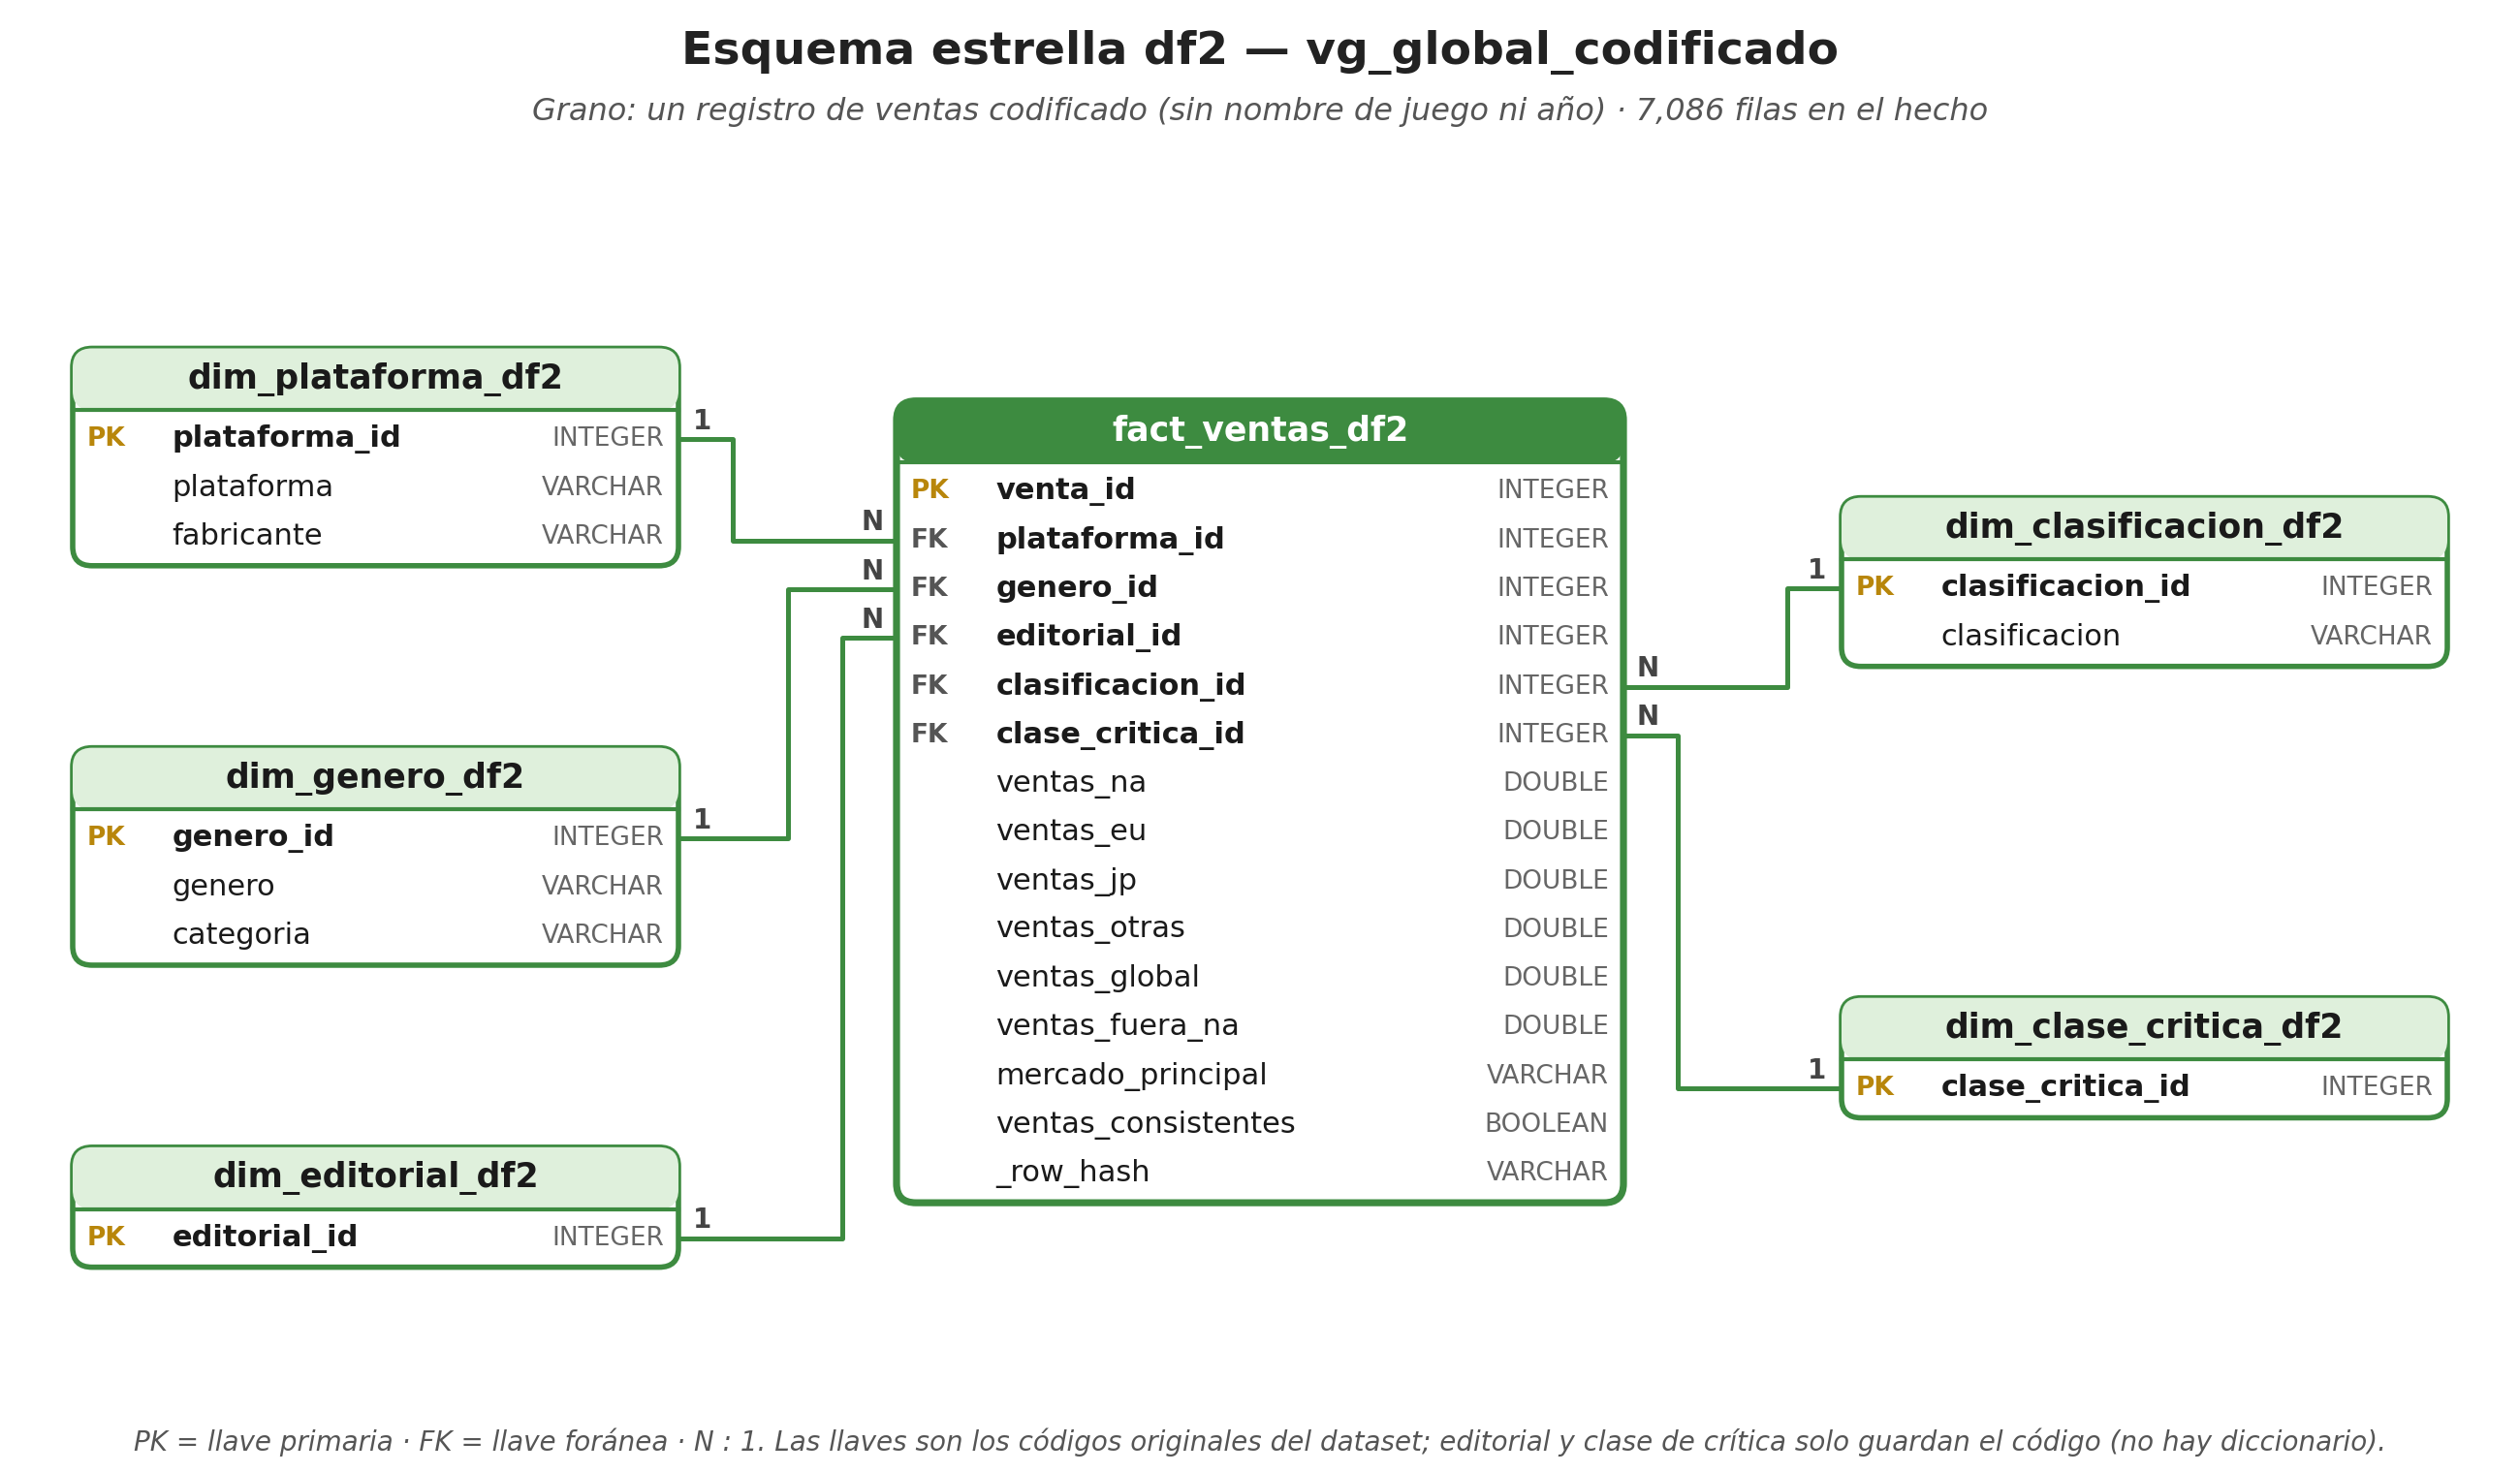 Esquema estrella df2 — vg_global_codificado
Grano: un registro de ventas codificado (sin nombre de juego ni año) · 7,086 filas en el hecho
dim_plataforma_df2
PK plataforma_id INTEGER
plataforma VARCHAR
fabricante VARCHAR
1
dim_genero_df2
PK genero_id INTEGER
genero VARCHAR
categoria VARCHAR
1
dim_editorial_df2
PK editorial_id INTEGER
1
fact_ventas_df2
PK venta_id INTEGER
N FK plataforma_id INTEGER
N FK genero_id INTEGER
N FK editorial_id INTEGER
FK clasificacion_id INTEGER N
FK clase_critica_id INTEGER N
ventas_na DOUBLE
ventas_eu DOUBLE
ventas_jp DOUBLE
ventas_otras DOUBLE
ventas_global DOUBLE
ventas_fuera_na DOUBLE
mercado_principal VARCHAR
ventas_consistentes BOOLEAN
_row_hash VARCHAR
dim_clasificacion_df2
1 PK clasificacion_id INTEGER
clasificacion VARCHAR
dim_clase_critica_df2
1 PK clase_critica_id INTEGER
PK = llave primaria · FK = llave foránea · N : 1. Las llaves son los códigos originales del dataset; editorial y clase de crítica solo guardan el código (no hay diccionario).